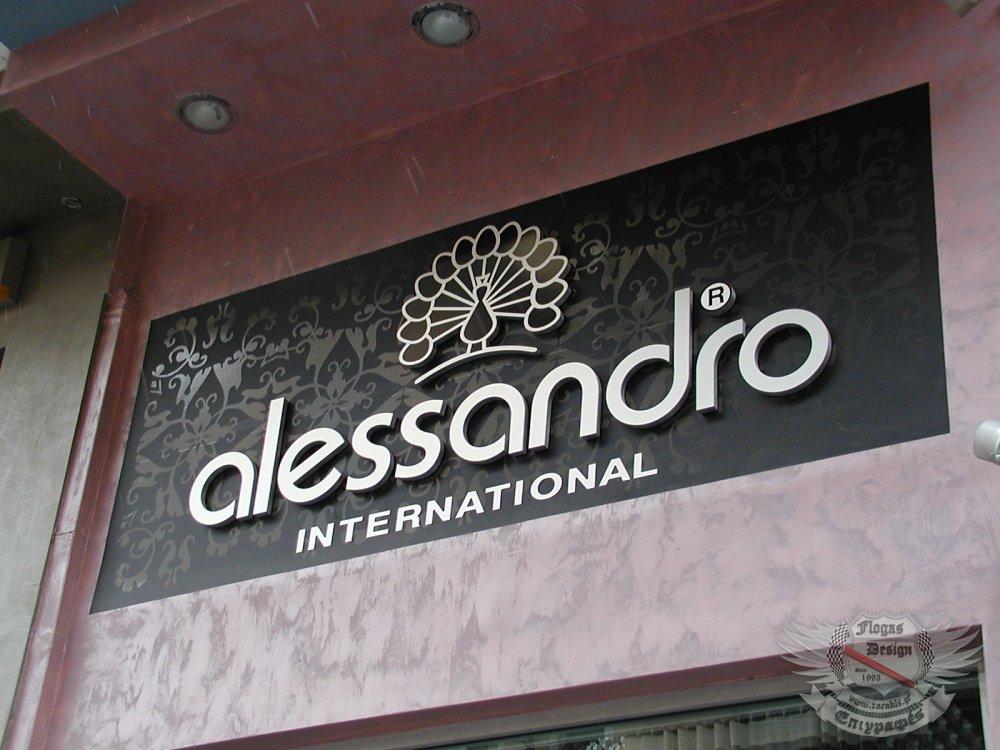 alessandro®
INTERNATIONAL
Flogas
Design
Since
1993
Επιγραφές